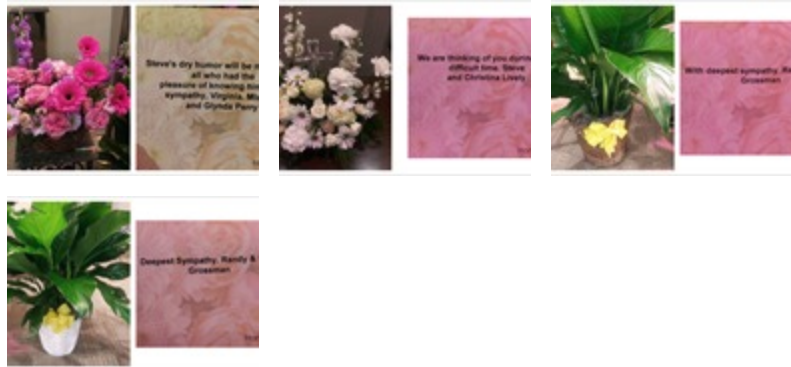 Steve's dry humor will be
all who had the
pleasure of knowing
sympathy, Virginia,
and Glynda Perry
We are thinking of you
difficult time. Steve
and Christina Lively
With deepest sympathy,
Grossman
Deepest Sympathy, Randy &
Grossman